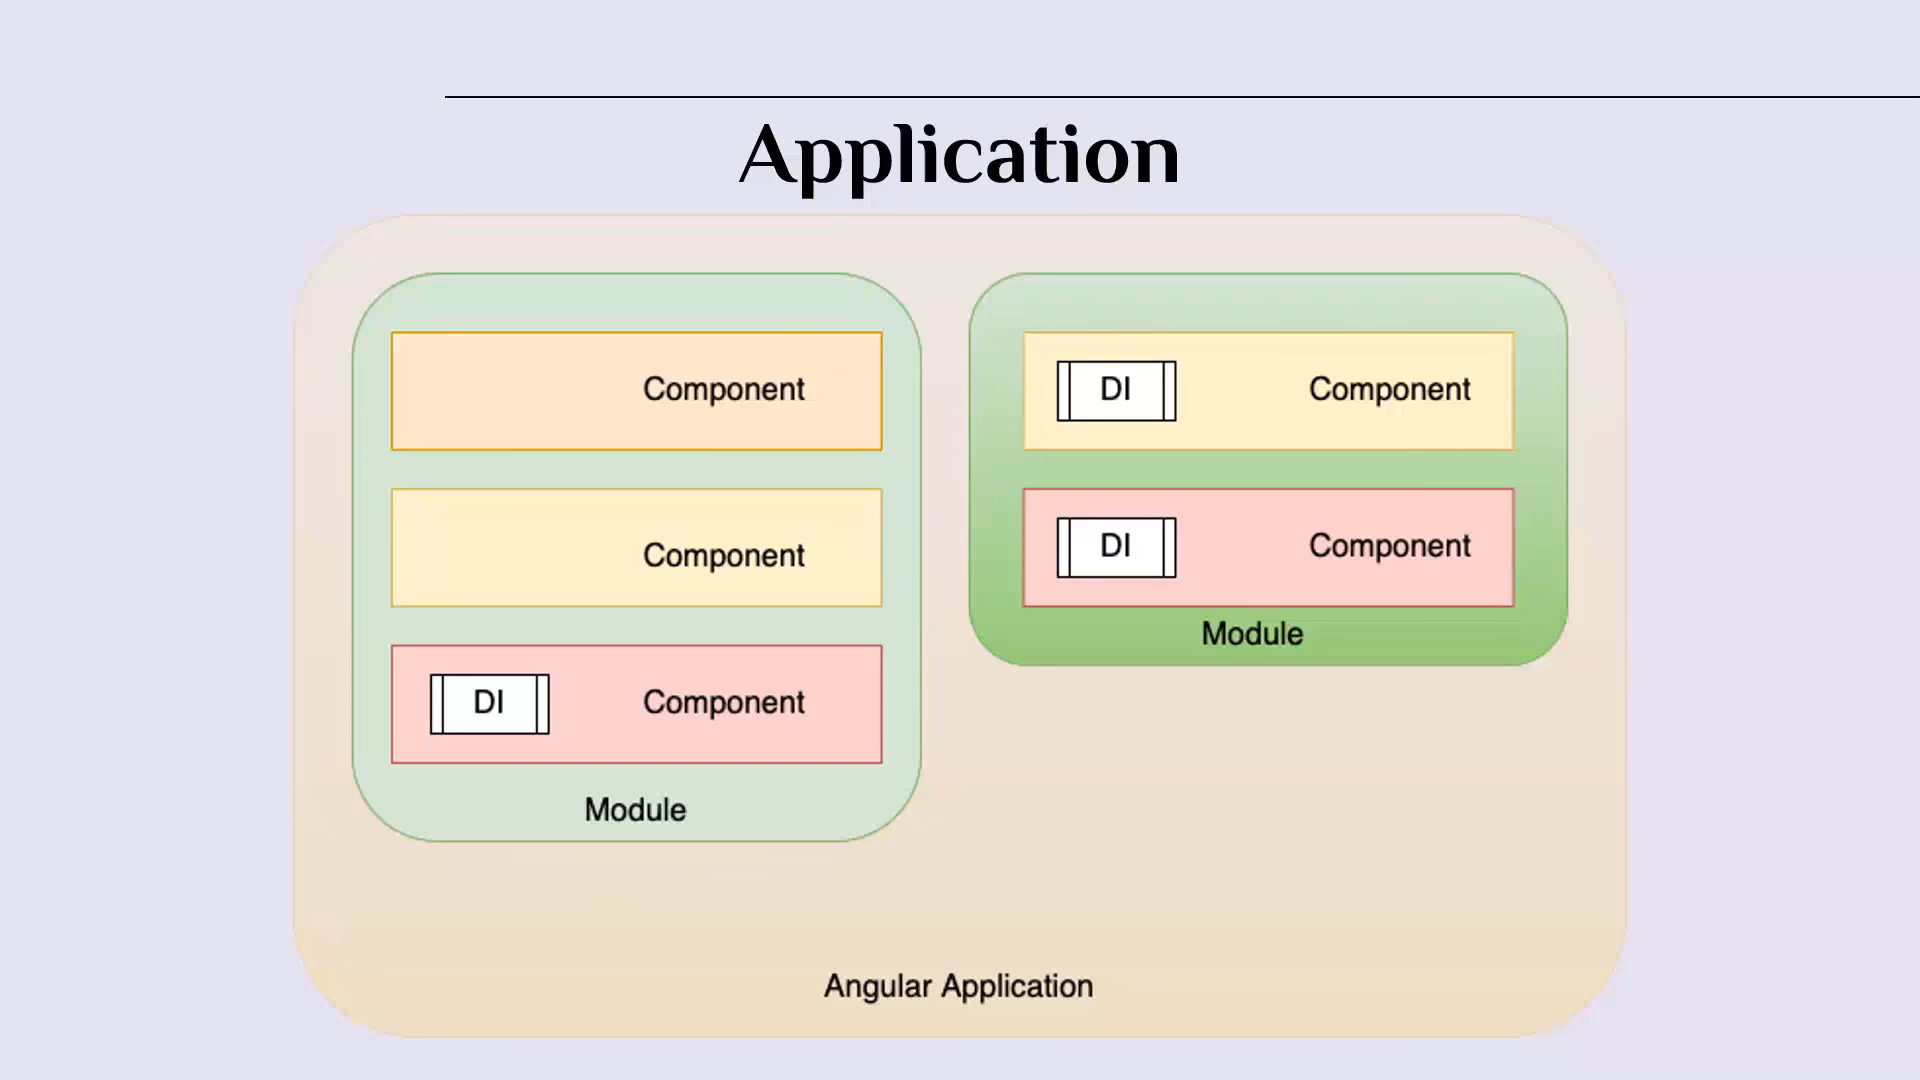 Application
Component
Component
DI
Component
Module
DI
Component
DI
Component
Module
Angular Application